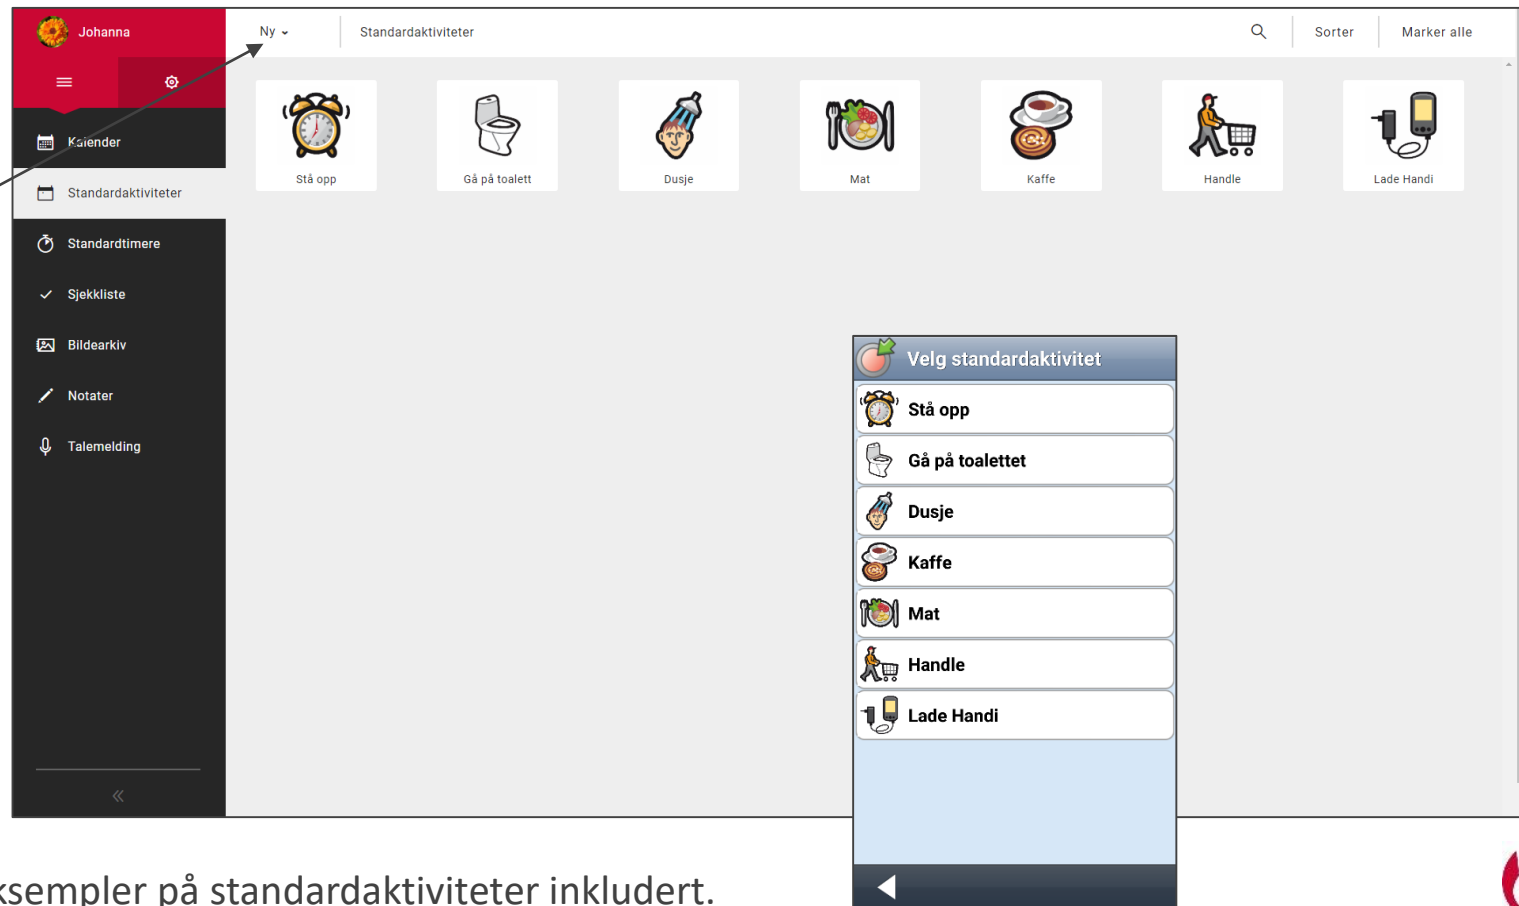 Johanna
Ny
Standardaktiviteter
Sorter
Marker alle
Kalender
Standardaktiviteter
Standardtimere
Sjekkliste
Bildearkiv
Notater
Talemelding
Stå opp
Gå på toalett
Dusje
Mat
Kaffe
Handle
Lade Handi
Velg standardaktivitet
Stå opp
Gå på toalettet
Dusje
Kaffe
Mat
Handle
Lade Handi
ksempler på standardaktiviteter inkludert.